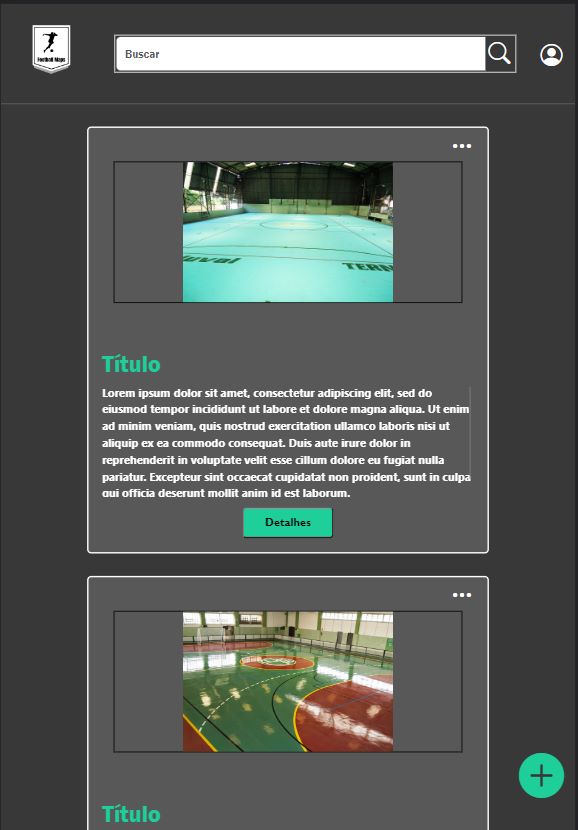 Football Maps
Buscar
Título
Lorem ipsum dolor sit amet, consectetur adipiscing elit, sed do
eiusmod tempor incididunt ut labore et dolore magna aliqua. Ut enim
ad minim veniam, quis nostrud exercitation ullamco laboris nisi ut
aliquip ex ea commodo consequat. Duis aute irure dolor in
reprehenderit in voluptate velit esse cillum dolore eu fugiat nulla
pariatur. Excepteur sint occaecat cupidatat non proident, sunt in culpa
qui officia deserunt mollit anim id est laborum.
Detalhes
Título